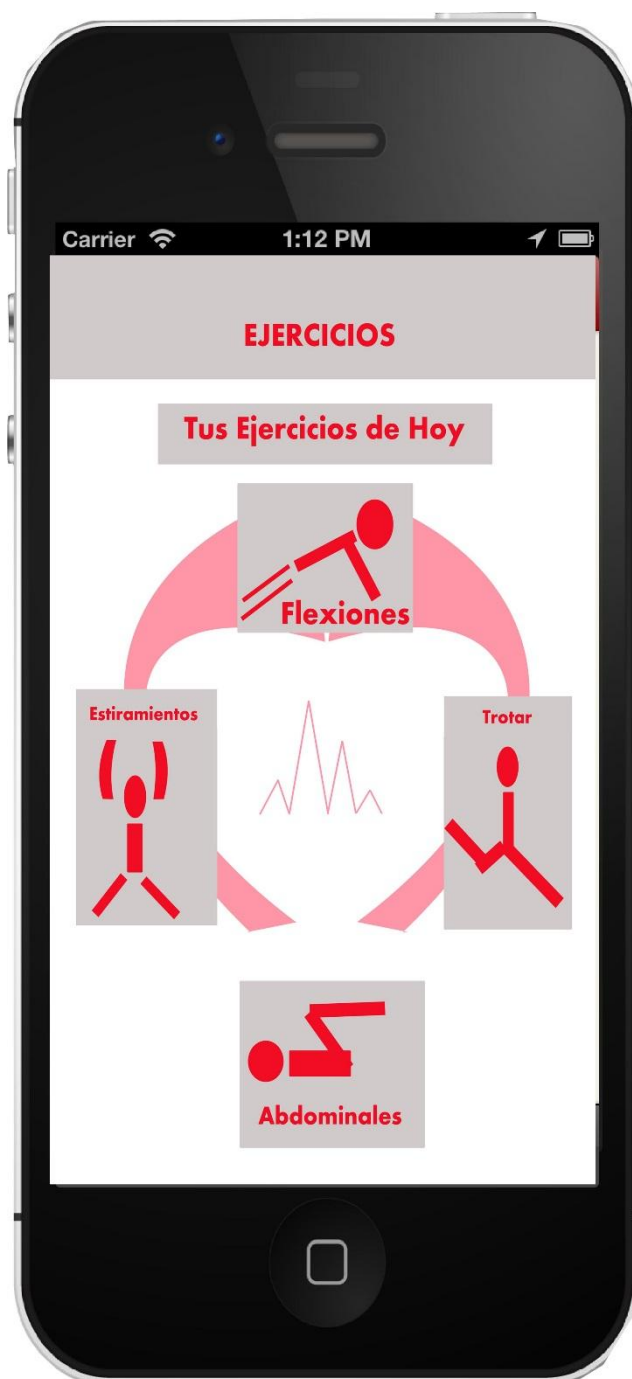 Carrier 1:12 PM
EJERCICIOS
Tus Ejercicios de Hoy
Flexiones
Estiramientos
Trotar
Abdominales